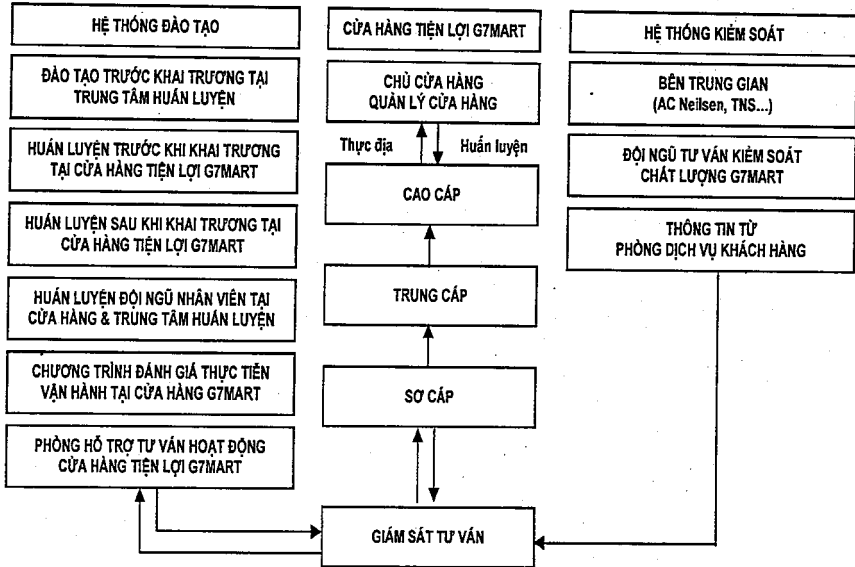 HỆ THỐNG ĐÀO TẠO
ĐÀO TẠO TRƯỚC KHAI TRƯƠNG TẠI
TRUNG TÂM HUẤN LUYỆN
HUẤN LUYỆN TRƯỚC KHI KHAI TRƯƠNG
TẠI CỬA HÀNG TIỆN LỢI G7MART
HUẤN LUYỆN SAU KHI KHAI TRƯƠNG TẠI
CỬA HÀNG TIỆN LỢI G7MART
HUẤN LUYỆN ĐỘI NGŨ NHÂN VIÊN TẠI
CỬA HÀNG & TRUNG TÂM HUẤN LUYỆN
CHƯƠNG TRÌNH ĐÁNH GIÁ THỰC TIỄN
VẬN HÀNH TẠI CỬA HÀNG G7MART
PHÒNG HỖ TRỢ TƯ VẤN HOẠT ĐỘNG
CỬA HÀNG TIỆN LỢI G7MART
CỬA HÀNG TIỆN LỢI G7MART
CHỦ CỬA HÀNG
QUẢN LÝ CỬA HÀNG
Thực địa
Huấn luyện
CAO CẤP
TRUNG CẤP
SƠ CẤP
GIÁM SÁT TƯ VẤN
HỆ THỐNG KIỂM SOÁT
BÊN TRUNG GIAN
(AC Neilsen, TNS...)
ĐỘI NGŨ TƯ VẤN KIỂM SOÁT
CHẤT LƯỢNG G7MART
THÔNG TIN TỪ
PHÒNG DỊCH VỤ KHÁCH HÀNG